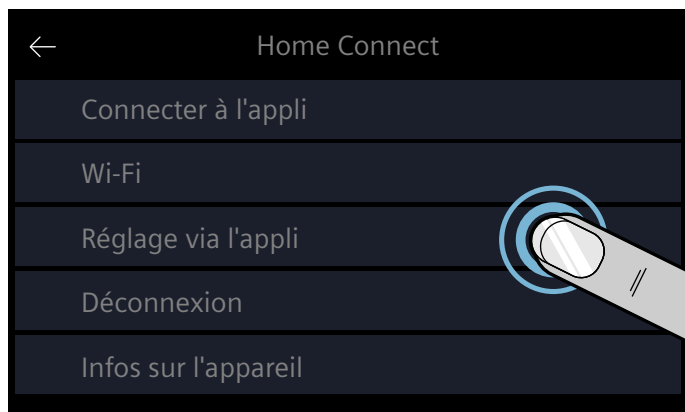 Home Connect
Connecter à l'appli
Wi-Fi
Réglage via l'appli
Déconnexion
Infos sur l'appareil